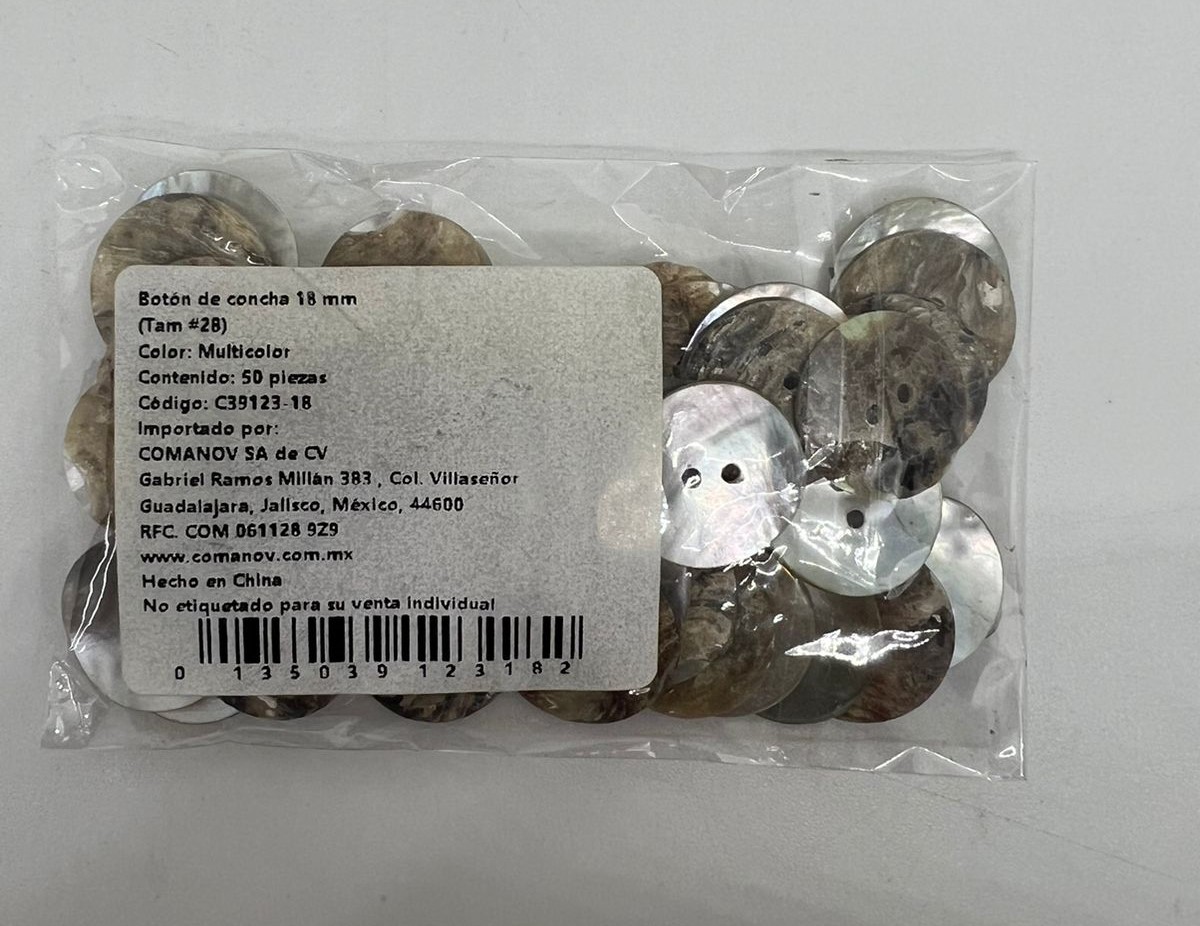 Botón de concha 18 mm
(Tam #28)
Color: Multicolor
Contenido: 50 piezas
Código: C39123-18
Importado por:
COMANOV SA de CV
Gabriel Ramos Millán 383 , Col. Villaseñor
Guadalajara, Jalisco, México, 44600
RFC. COM 061128 9Z9
www.comanov.com.mx
Hecho en China
No etiquetado para su venta individual
0 135039 123182